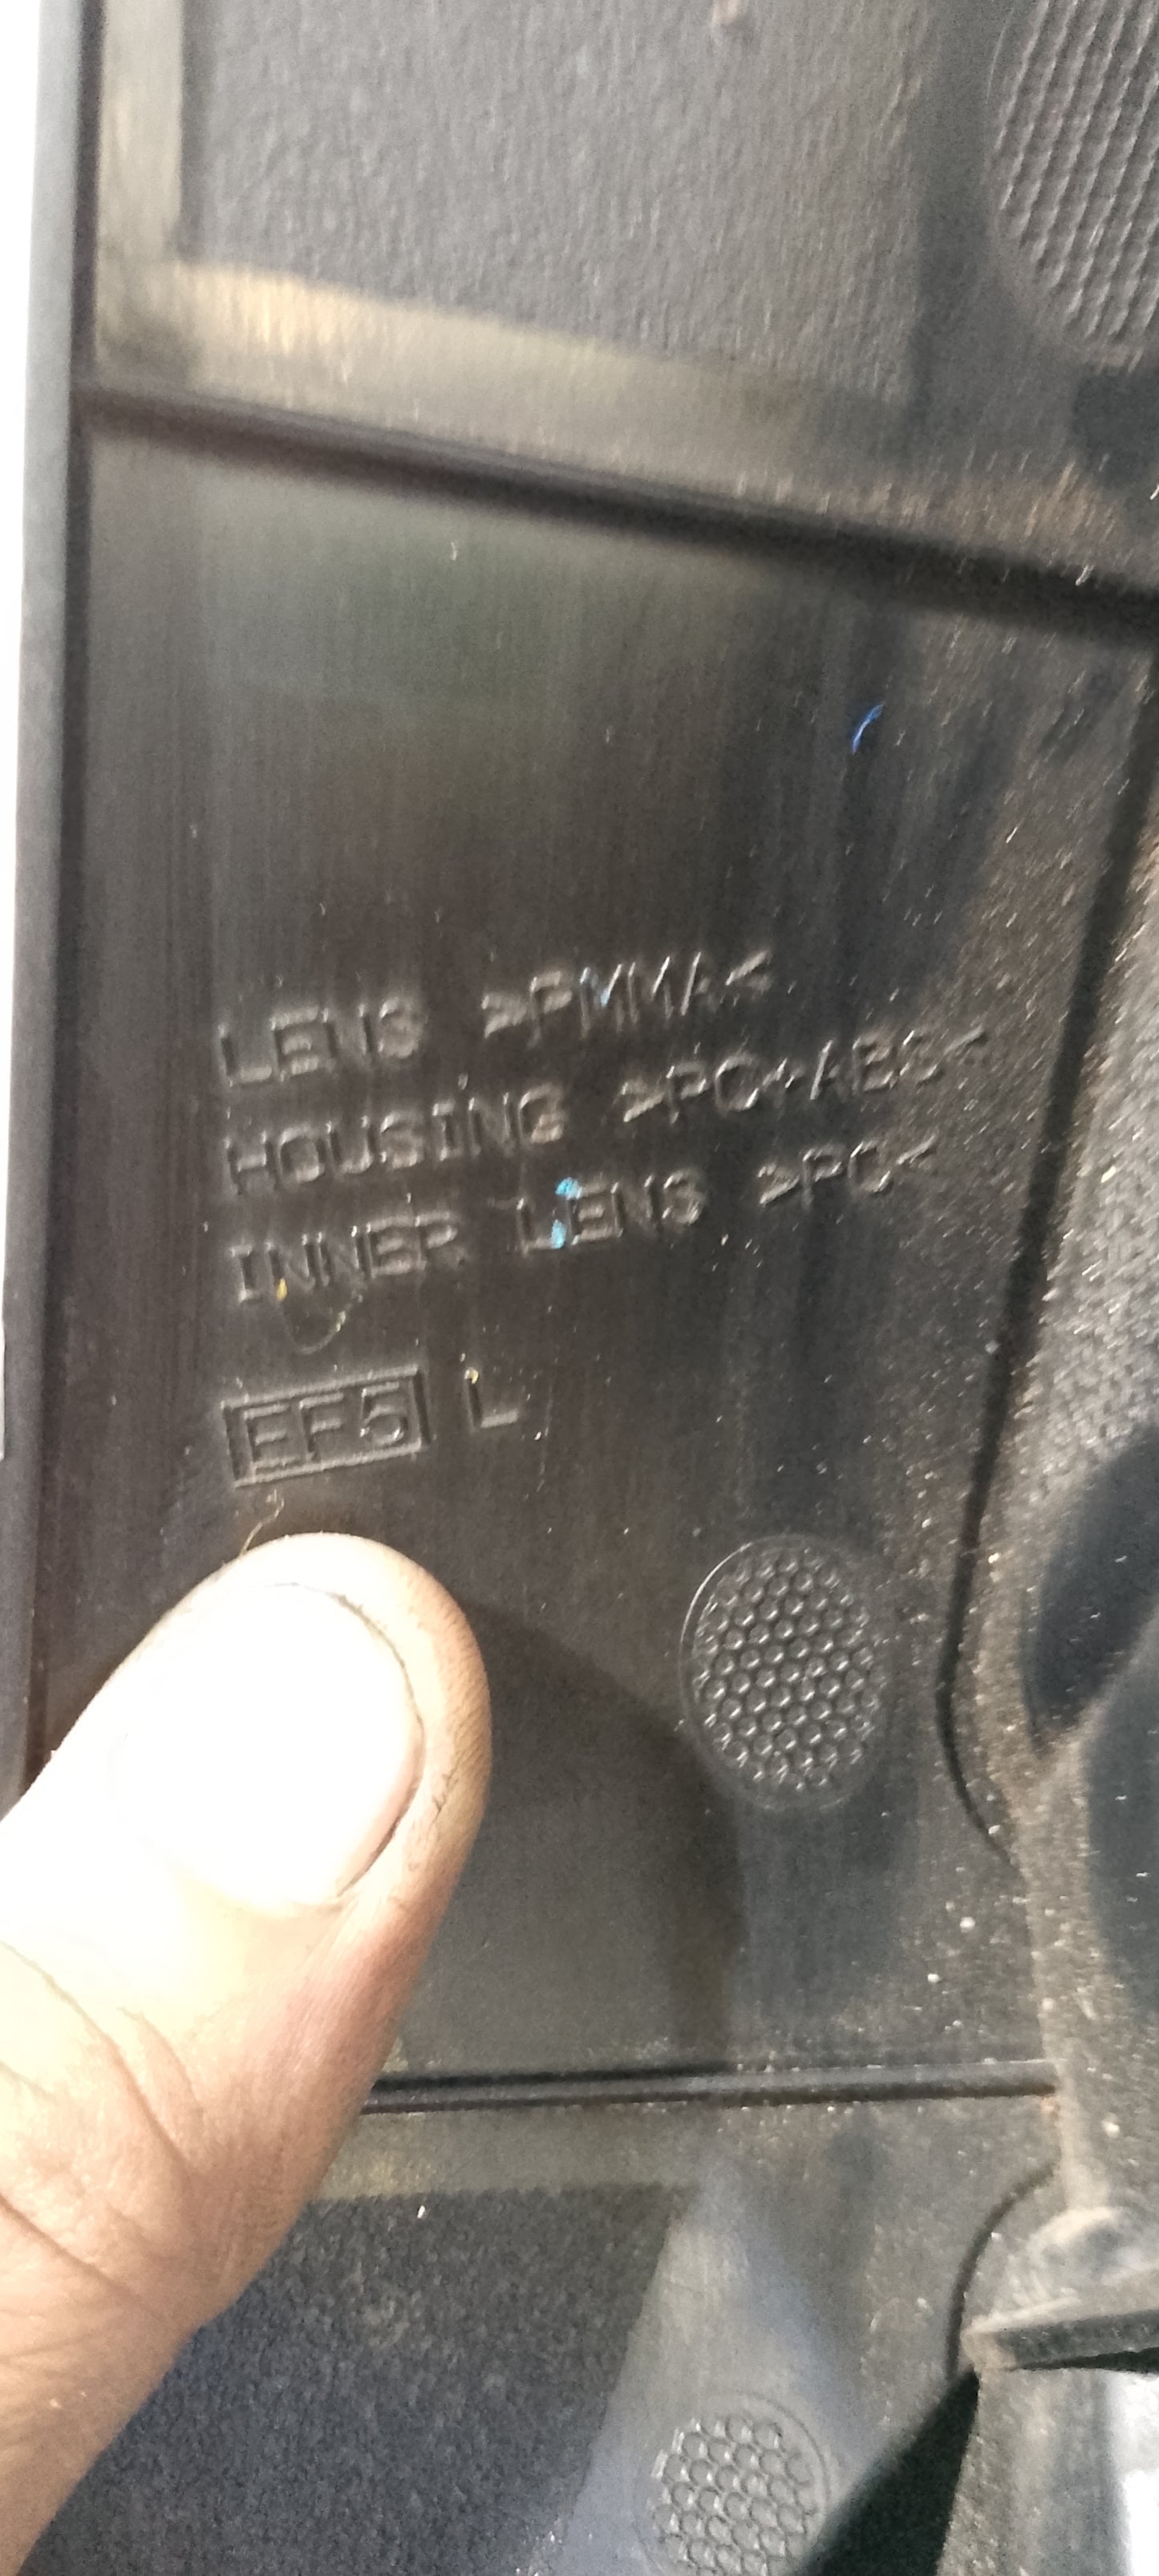 LENS >PMMA<
HOUSING >PC+ABS<
INNER LENS >PC<
EF5 L